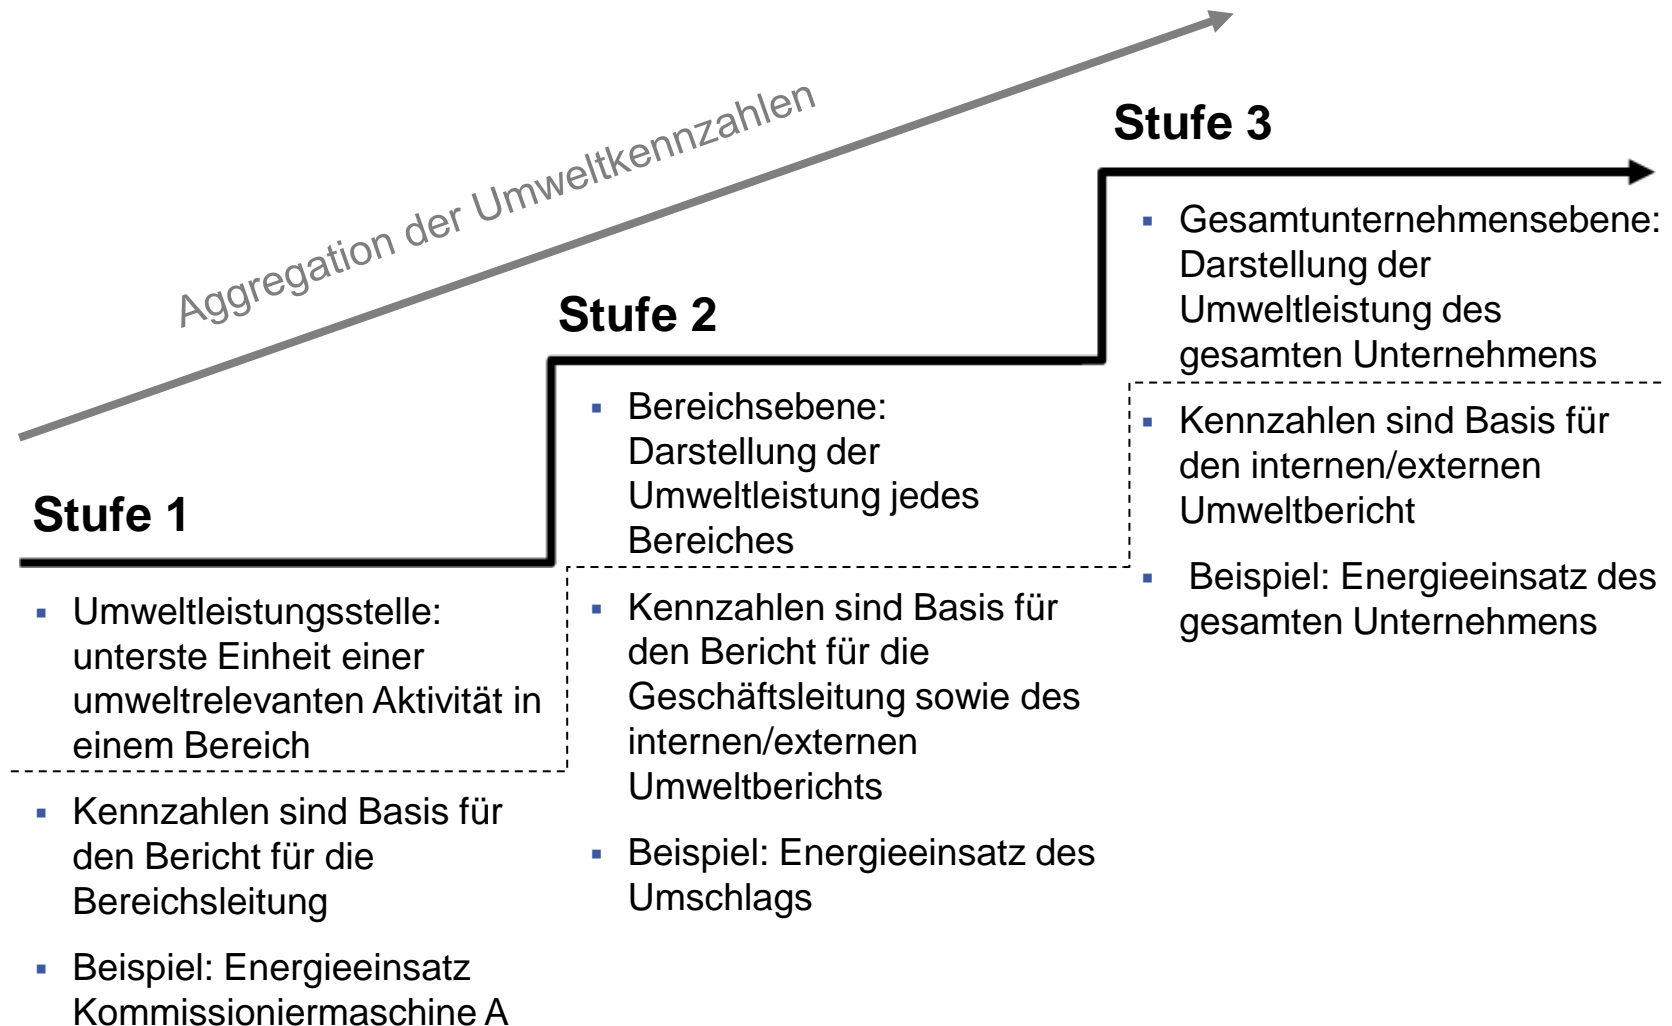 Aggregation der Umweltkennzahlen
Stufe 1
▪ Umweltleistungsstelle:
unterste Einheit einer
umweltrelevanten Aktivität in
einem Bereich
▪ Kennzahlen sind Basis für
den Bericht für die
Bereichsleitung
▪ Beispiel: Energieeinsatz
Kommissioniermaschine A
Stufe 2
▪ Bereichsebene:
Darstellung der
Umweltleistung jedes
Bereiches
▪ Kennzahlen sind Basis für
den Bericht für die
Geschäftsleitung sowie des
internen/externen
Umweltberichts
▪ Beispiel: Energieeinsatz des
Umschlags
Stufe 3
▪ Gesamtunternehmensebene:
Darstellung der
Umweltleistung des
gesamten Unternehmens
▪ Kennzahlen sind Basis für
den internen/externen
Umweltbericht
▪ Beispiel: Energieeinsatz des
gesamten Unternehmens